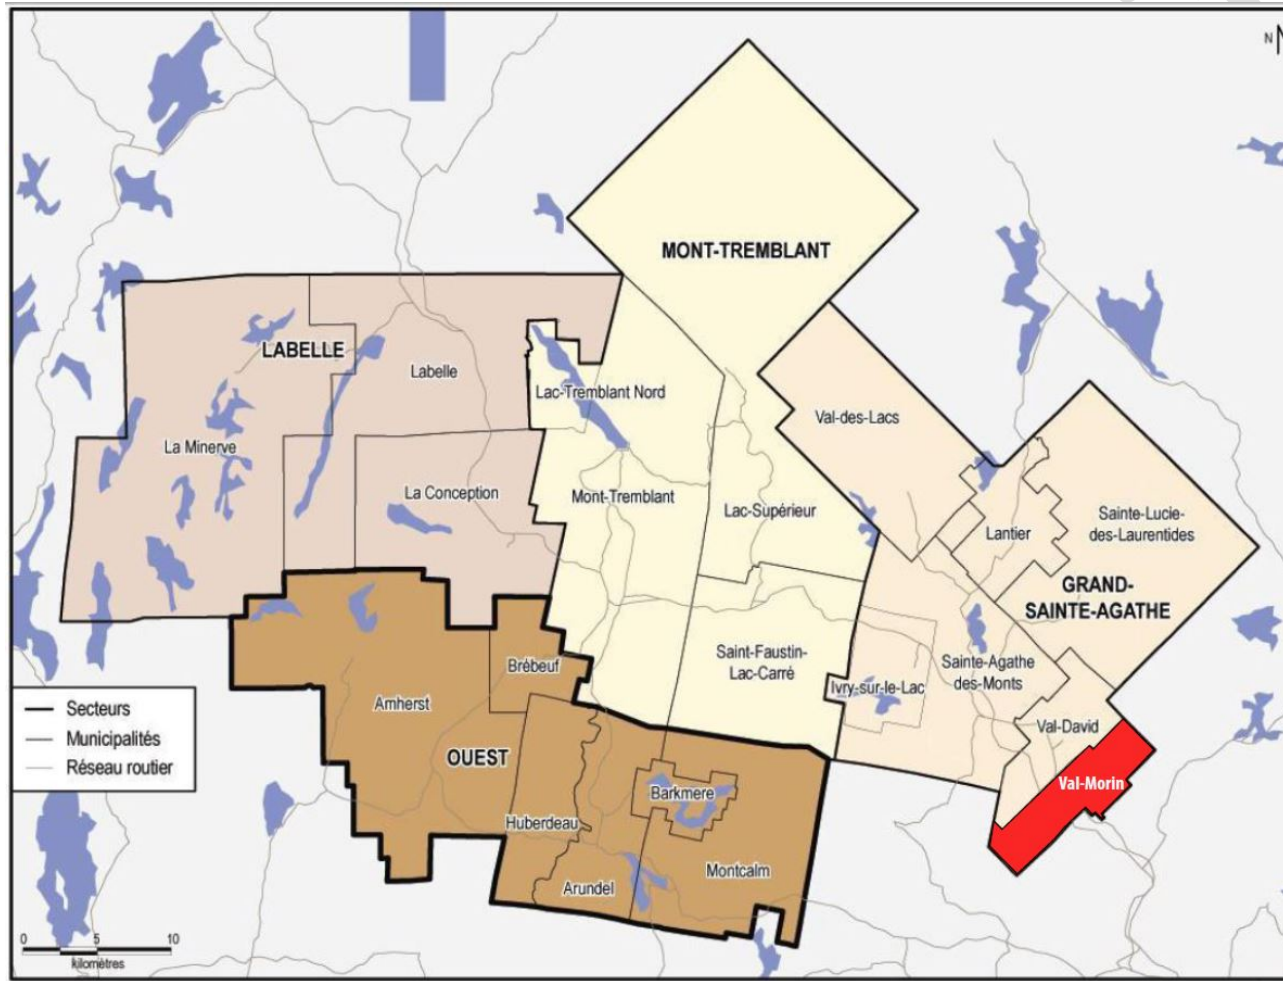 N
MONT-TREMBLANT
LABELLE
Labelle
Lac-Tremblant Nord
Val-des-Lacs
La Minerve
La Conception
Mont-Tremblant
Lac-Supérieur
Lantier
Sainte-Lucie-
des-Laurentides
GRAND-
SAINTE-AGATHE
Brébeuf
Saint-Faustin-
Lac-Carré
Ivry-sur-le-Lac
Sainte-Agathe
des-Monts
Amherst
Val-David
OUEST
Val-Morin
Barkmere
Huberdeau
Montcalm
Arundel
Secteurs
Municipalités
Réseau routier
0 5 10
kilomètres